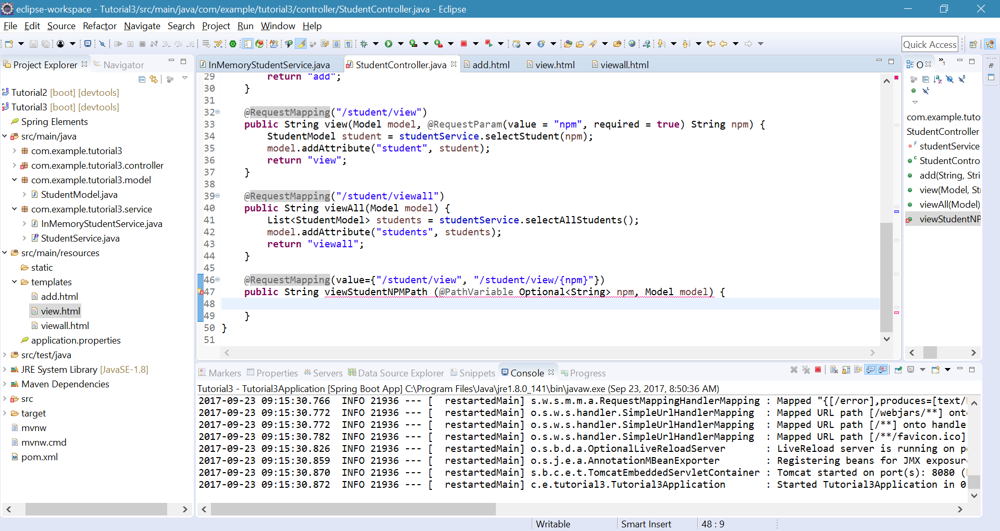 eclipse-workspace - Tutorial3/src/main/java/com/example/tutorial3/controller/StudentController.java - Eclipse
File Edit Source Refactor Navigate Search Project Run Window Help
Quick Access
Project Explorer
Navigator
Tutorial2 [boot] [devtools]
Tutorial3 [boot] [devtools]
Spring Elements
src/main/java
com.example.tutorial3
com.example.tutorial3.controller
com.example.tutorial3.model
StudentModel.java
com.example.tutorial3.service
InMemoryStudentService.java
StudentService.java
src/main/resources
static
templates
add.html
view.html
viewall.html
application.properties
src/test/java
JRE System Library [JavaSE-1.8]
Maven Dependencies
src
target
mvnw
mvnw.cmd
pom.xml
InMemoryStudentService.java StudentController.java add.html view.html viewall.html
29 return "add";
30 }
31
32 @RequestMapping("/student/view")
33 public String view(Model model, @RequestParam(value = "npm", required = true) String npm) {
34 StudentModel student = studentService.selectStudent(npm);
35 model.addAttribute("student", student);
36 return "view";
37 }
38
39 @RequestMapping("/student/viewall")
40 public String viewAll(Model model) {
41 List<StudentModel> students = studentService.selectAllStudents();
42 model.addAttribute("students", students);
43 return "viewall";
44 }
45
46 @RequestMapping(value={"/student/view", "/student/view/{npm}"})
47 public String viewStudentNPMPath (@PathVariable Optional<String> npm, Model model) {
48
49 }
50 }
51
O
1
com.example.tuto
StudentController
F studentService
C StudentContro
add(String, Stri
view(Model, St
viewAll(Model)
viewStudentNP
Markers Properties Servers Data Source Explorer Snippets Console Progress
Tutorial3 - Tutorial3Application [Spring Boot App] C:\Program Files\Java\jre1.8.0_141\bin\javaw.exe (Sep 23, 2017, 8:50:36 AM)
2017-09-23 09:15:30.766 INFO 21936 --- [ restartedMain] s.w.s.m.m.a.RequestMappingHandlerMapping : Mapped "{[/error],produces=[text/
2017-09-23 09:15:30.772 INFO 21936 --- [ restartedMain] o.s.w.s.handler.SimpleUrlHandlerMapping : Mapped URL path [/webjars/**] ont
2017-09-23 09:15:30.772 INFO 21936 --- [ restartedMain] o.s.w.s.handler.SimpleUrlHandlerMapping : Mapped URL path [/**] onto handle
2017-09-23 09:15:30.782 INFO 21936 --- [ restartedMain] o.s.w.s.handler.SimpleUrlHandlerMapping : Mapped URL path [/**/favicon.ico]
2017-09-23 09:15:30.826 INFO 21936 --- [ restartedMain] o.s.b.d.a.OptionalLiveReloadServer : LiveReload server is running on p
2017-09-23 09:15:30.859 INFO 21936 --- [ restartedMain] o.s.j.e.a.AnnotationMBeanExporter : Registering beans for JMX exposur
2017-09-23 09:15:30.870 INFO 21936 --- [ restartedMain] s.b.c.e.t.TomcatEmbeddedServletContainer : Tomcat started on port(s): 8080 (
2017-09-23 09:15:30.872 INFO 21936 --- [ restartedMain] c.e.tutorial3.Tutorial3Application : Started Tutorial3Application in 0
Writable Smart Insert 48 : 9